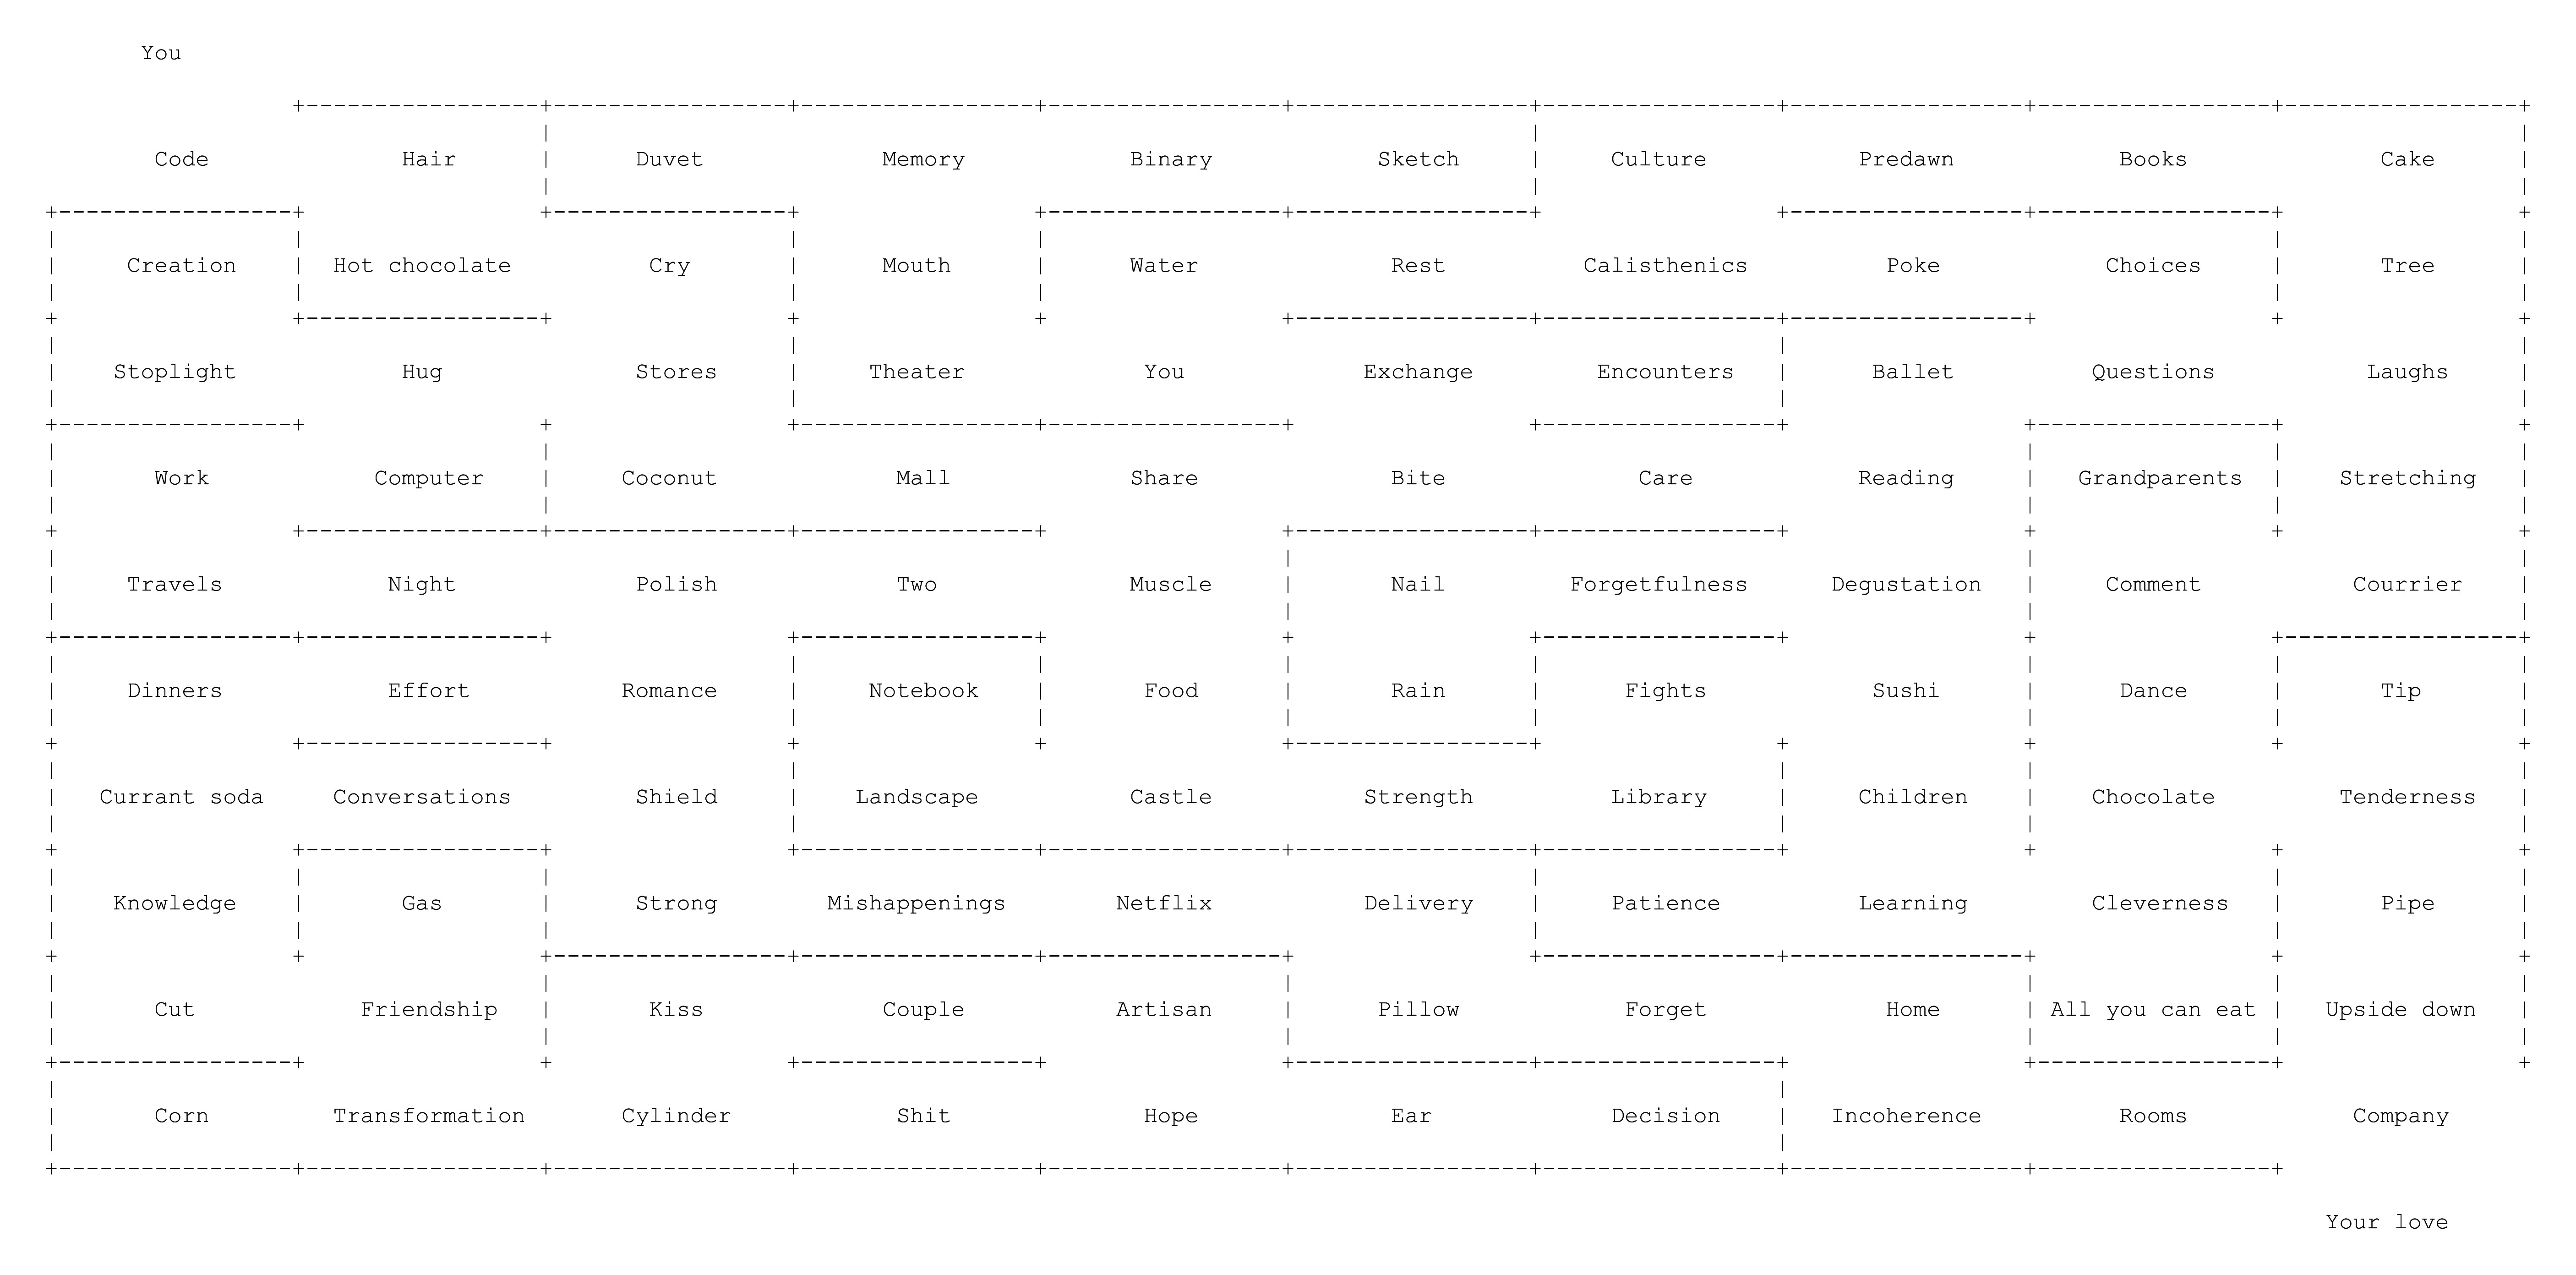 You
Code Hair Duvet Memory Binary Sketch Culture Predawn Books Cake
Creation Hot chocolate Cry Mouth Water Rest Calisthenics Poke Choices Tree
Stoplight Hug Stores Theater You Exchange Encounters Ballet Questions Laughs
Work Computer Coconut Mall Share Bite Care Reading Grandparents Stretching
Travels Night Polish Two Muscle Nail Forgetfulness Degustation Comment Courrier
Dinners Effort Romance Notebook Food Rain Fights Sushi Dance Tip
Currant soda Conversations Shield Landscape Castle Strength Library Children Chocolate Tenderness
Knowledge Gas Strong Mishappenings Netflix Delivery Patience Learning Cleverness Pipe
Cut Friendship Kiss Couple Artisan Pillow Forget Home All you can eat Upside down
Corn Transformation Cylinder Shit Hope Ear Decision Incoherence Rooms Company
Your love